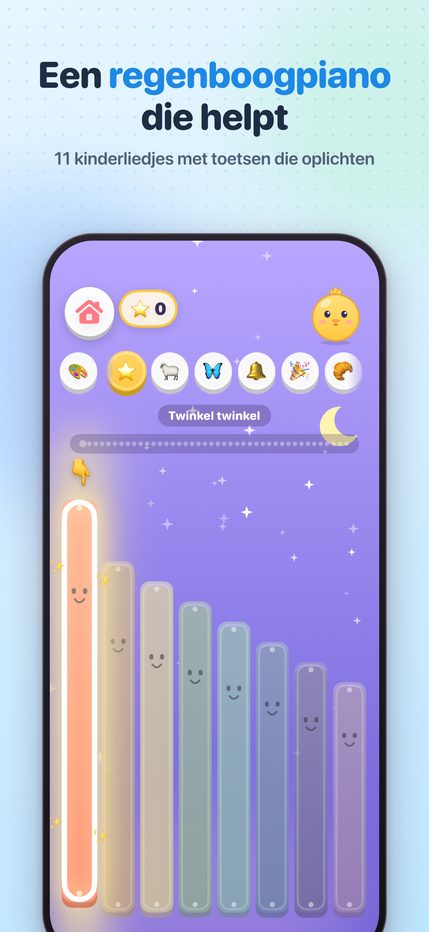 Een regenboogpiano
die helpt
11 kinderliedjes met toetsen die oplichten
0
Twinkel twinkel